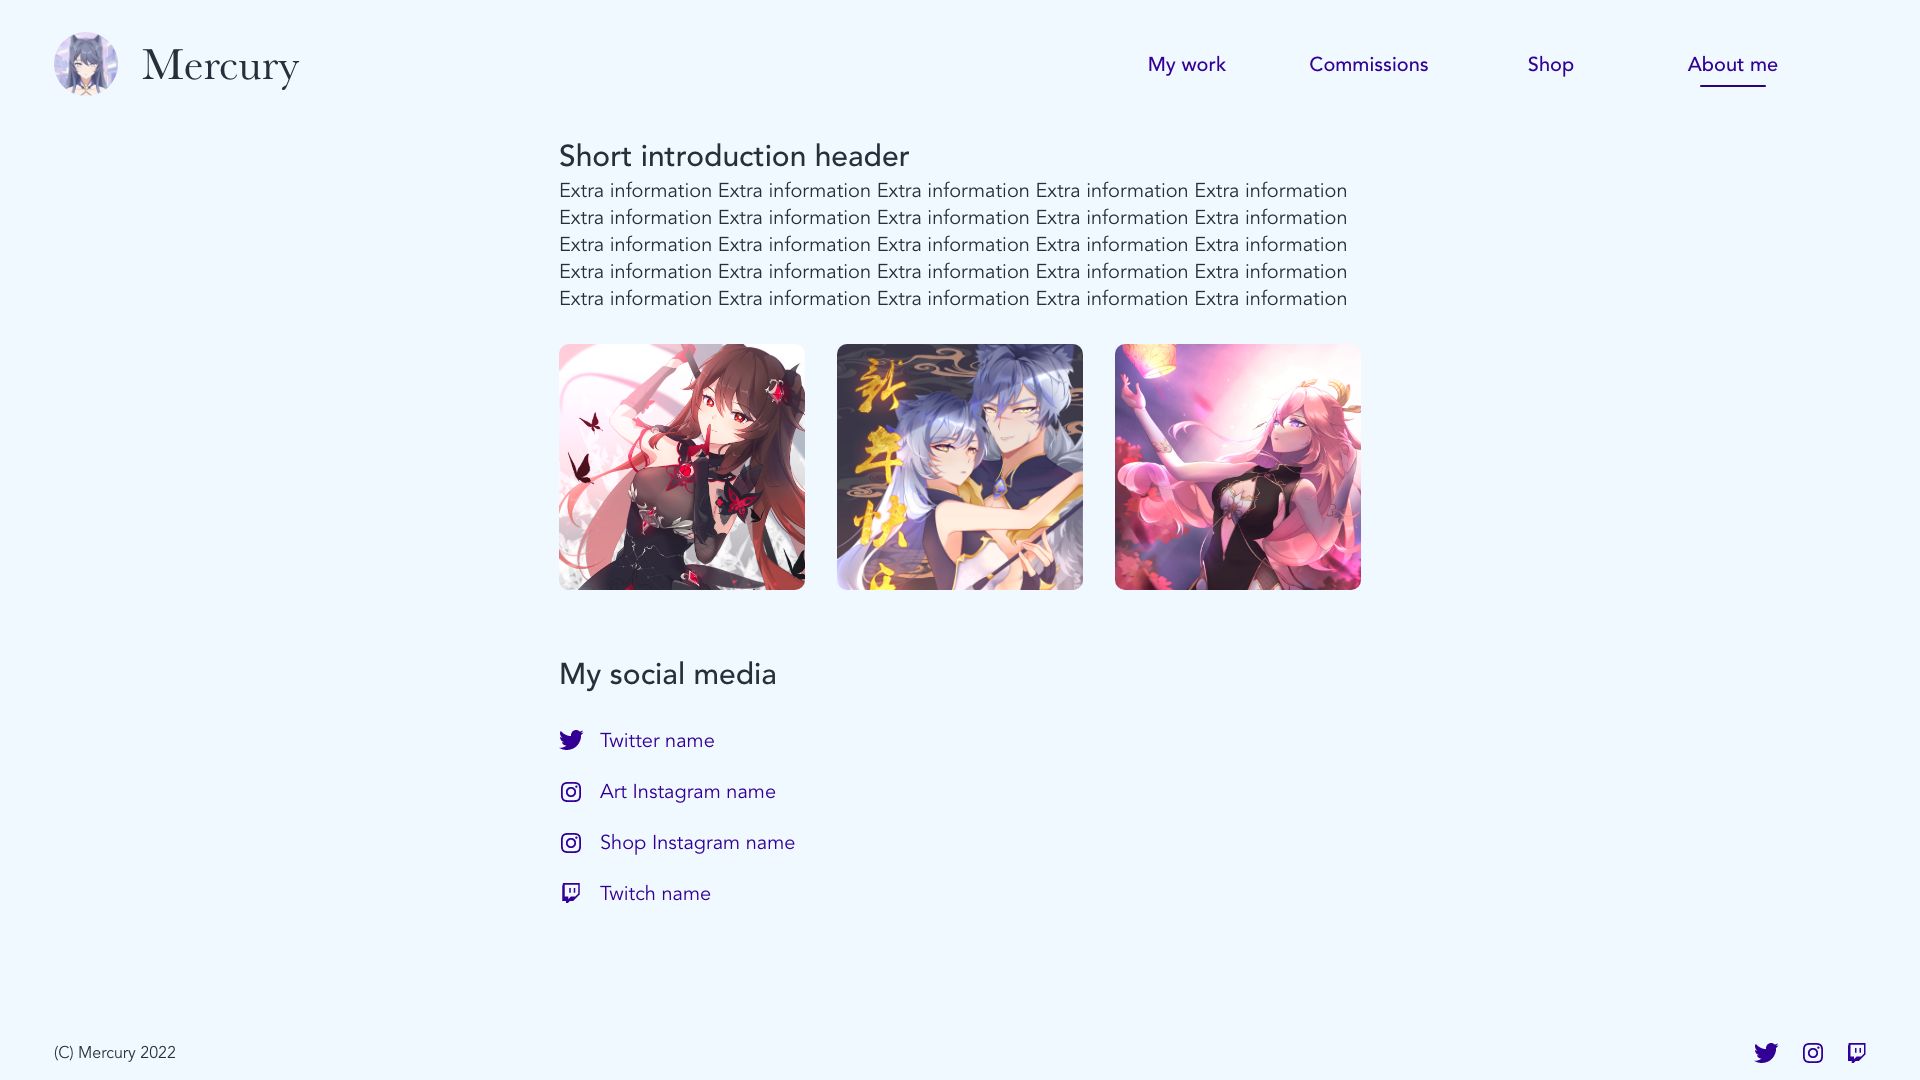 Mercury
My work
Commissions
Shop
About me
Short introduction header
Extra information Extra information Extra information Extra information Extra information
Extra information Extra information Extra information Extra information Extra information
Extra information Extra information Extra information Extra information Extra information
Extra information Extra information Extra information Extra information Extra information
Extra information Extra information Extra information Extra information Extra information
新
年
快
My social media
Twitter name
Art Instagram name
Shop Instagram name
Twitch name
(C) Mercury 2022